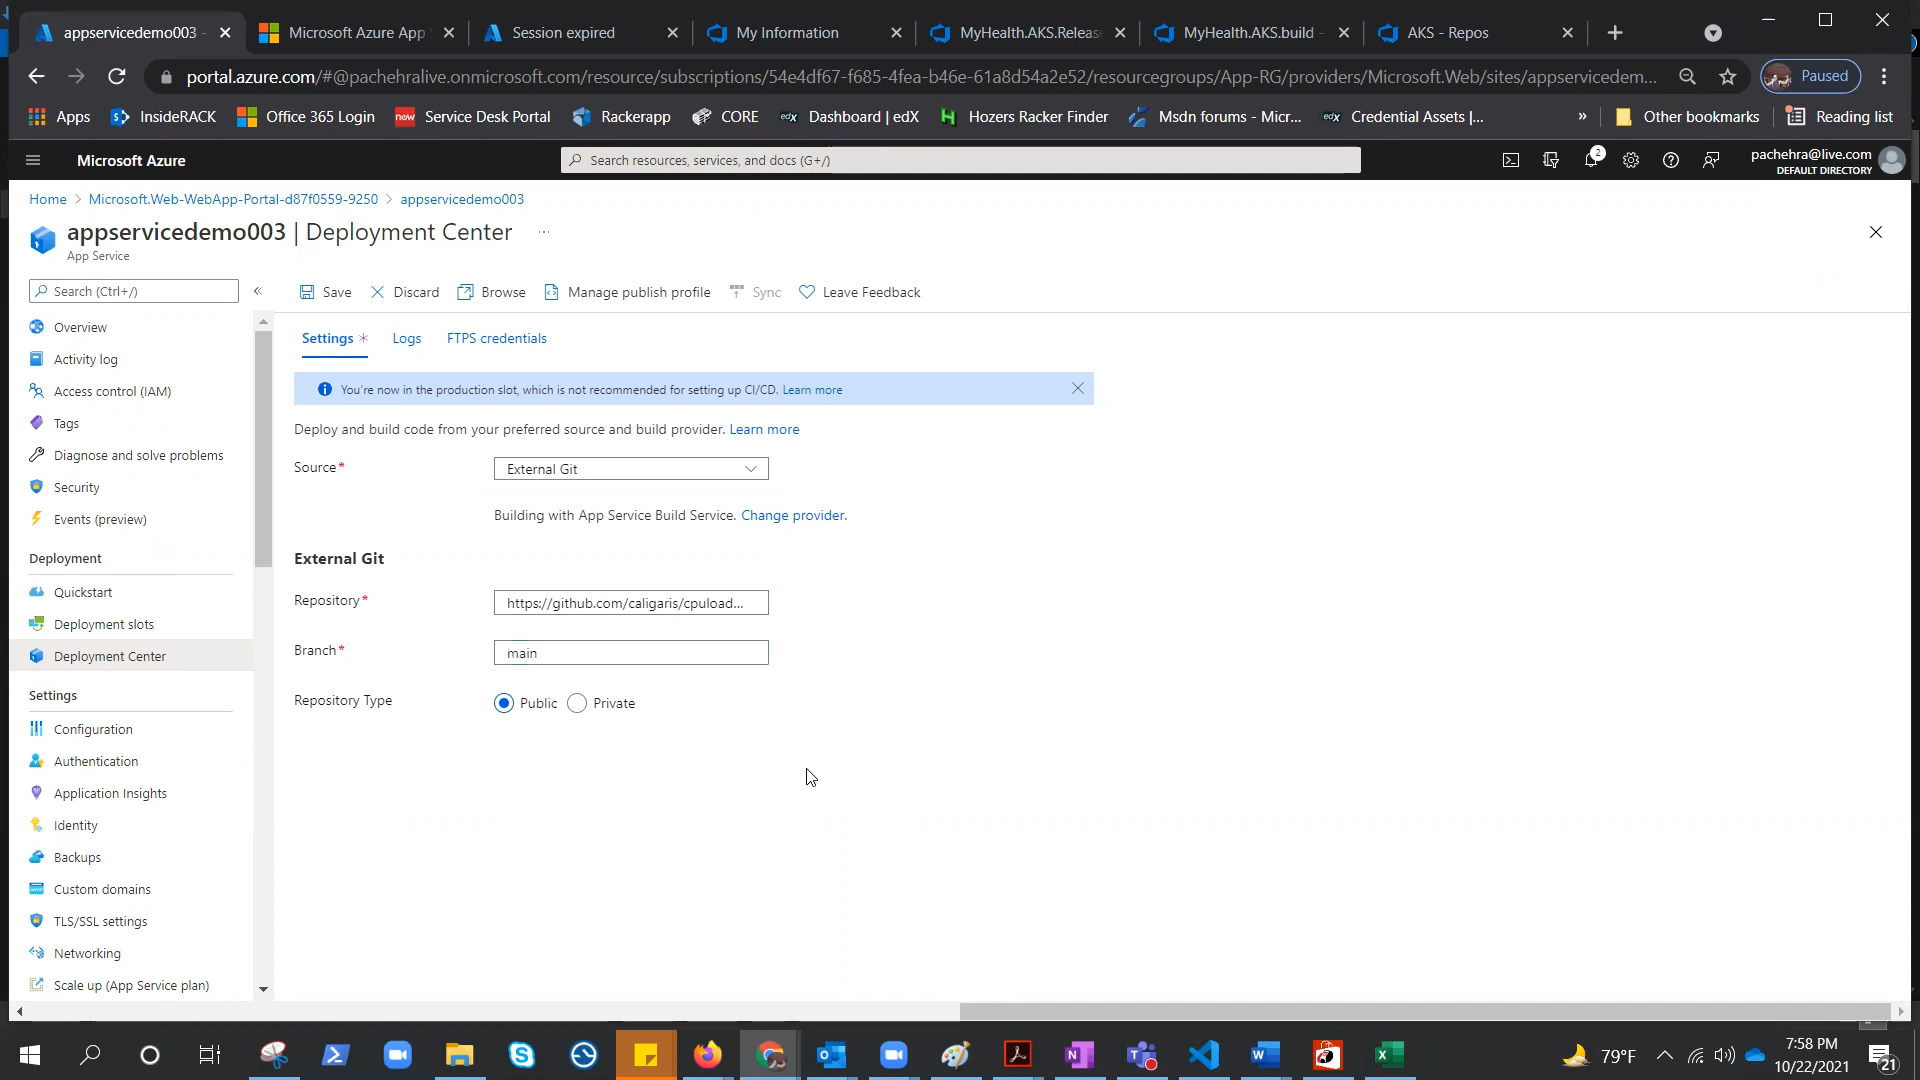 appservicedemo003 -
Microsoft Azure App
Session expired
My Information
MyHealth.AKS.Release
MyHealth.AKS.build -
AKS - Repos
portal.azure.com/#@pachehralive.onmicrosoft.com/resource/subscriptions/54e4df67-f685-4fea-b46e-61a8d54a2e52/resourcegroups/App-RG/providers/Microsoft.Web/sites/appservicedem...
Paused
Apps
InsideRACK
Office 365 Login
now
Service Desk Portal
Rackerapp
CORE
edX
Dashboard | edX
Hozers Racker Finder
Msdn forums - Micr...
edX
Credential Assets |...
»
Other bookmarks
Reading list
Microsoft Azure
Search resources, services, and docs (G+/)
2
pachehra@live.com
DEFAULT DIRECTORY
Home > Microsoft.Web-WebApp-Portal-d87f0559-9250 > appservicedemo003
appservicedemo003 | Deployment Center ...
App Service
Search (Ctrl+/)
«
Save
Discard
Browse
Manage publish profile
Sync
Leave Feedback
Overview
Activity log
Access control (IAM)
Tags
Diagnose and solve problems
Security
Events (preview)
Deployment
Quickstart
Deployment slots
Deployment Center
Settings
Configuration
Authentication
Application Insights
Identity
Backups
Custom domains
TLS/SSL settings
Networking
Scale up (App Service plan)
Settings *
Logs
FTPS credentials
You're now in the production slot, which is not recommended for setting up CI/CD. Learn more
Deploy and build code from your preferred source and build provider. Learn more
Source*
External Git
Building with App Service Build Service. Change provider.
External Git
Repository*
https://github.com/caligaris/cpuload...
Branch*
main
Repository Type
Public
Private
79°F
7:58 PM
10/22/2021
21